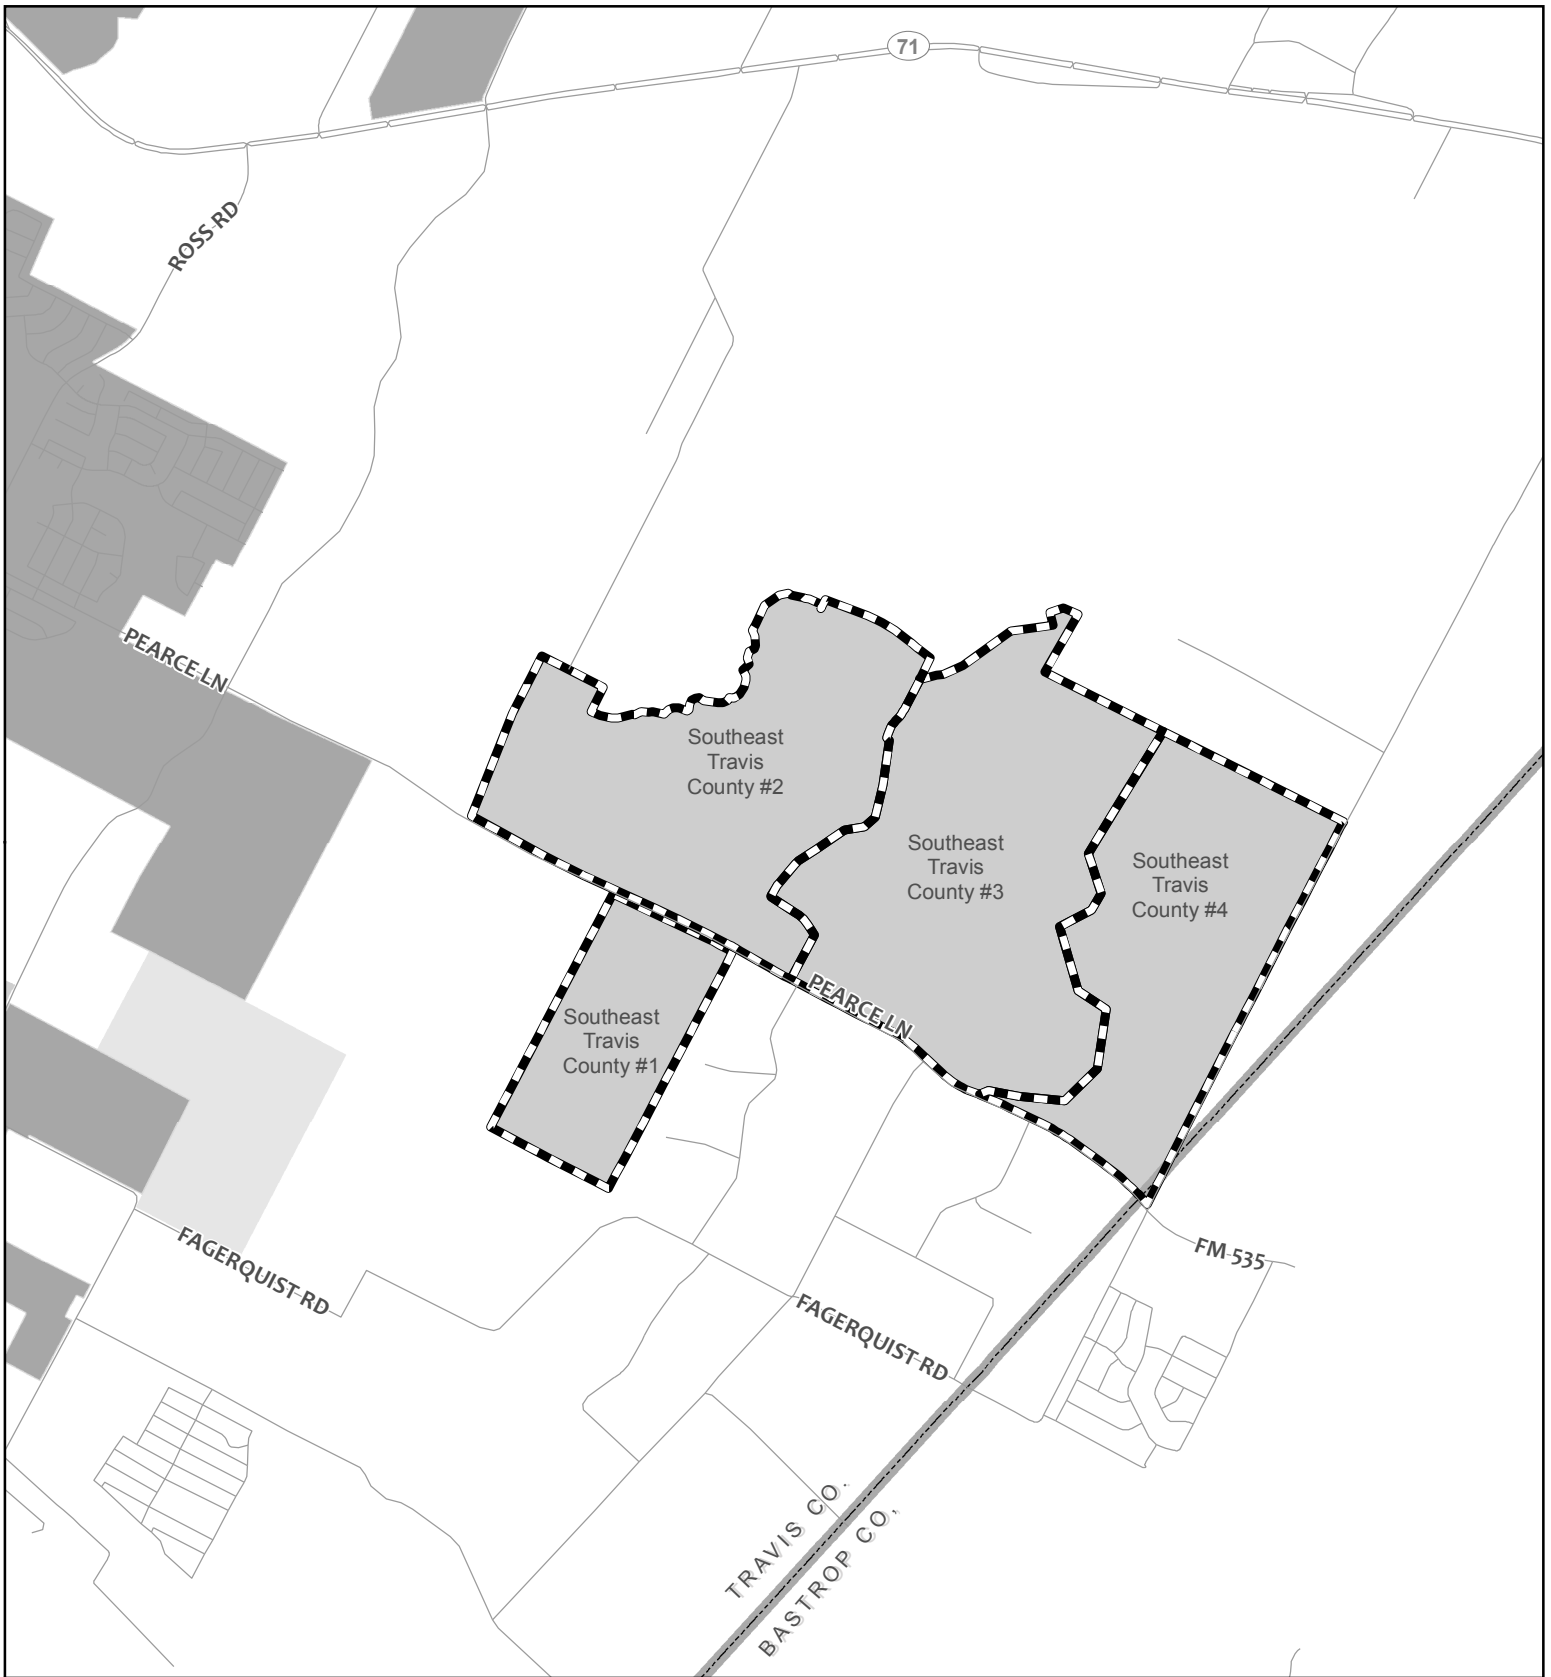 71
ROSS RD
PEARCE LN
Southeast
Travis
County #2
Southeast
Travis
County #3
Southeast
Travis
County #4
PEARCE LN
Southeast
Travis
County #1
FAGERQUIST RD
FM 535
FAGERQUIST RD
TRAVIS CO.
BASTROP CO.